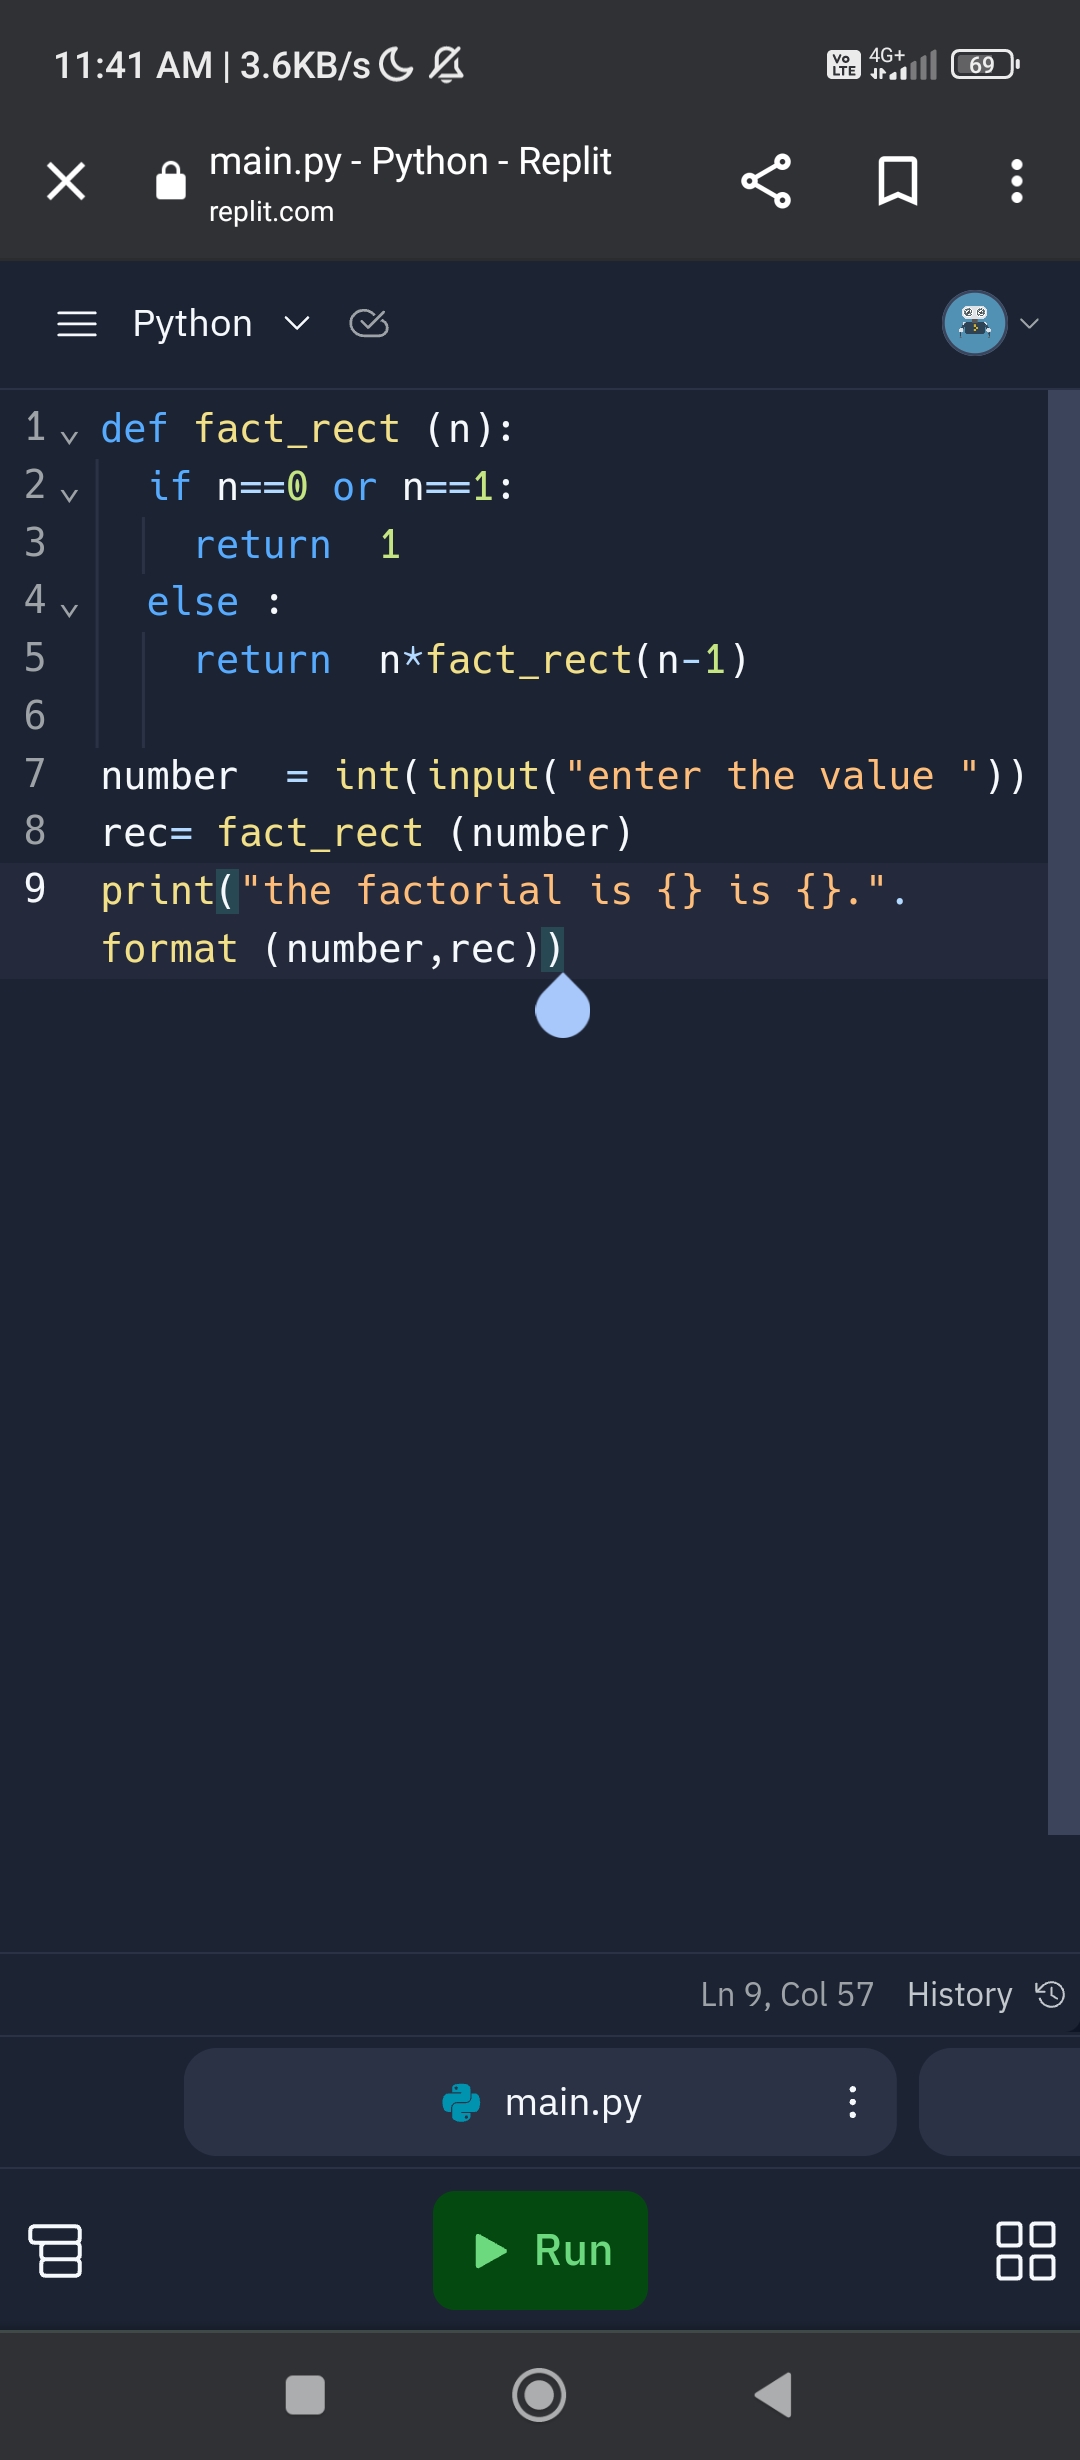 11:41 AM | 3.6KB/s Vo LTE 4G+ 69
main.py - Python - Replit
replit.com
Python
1 def fact_rect (n):
2 if n==0 or n==1:
3 return  1
4 else :
5 return  n*fact_rect(n-1)
6
7 number  = int(input("enter the value "))
8 rec= fact_rect (number)
9 print("the factorial is {} is {}.".
format (number,rec))
Ln 9, Col 57 History
main.py
Run